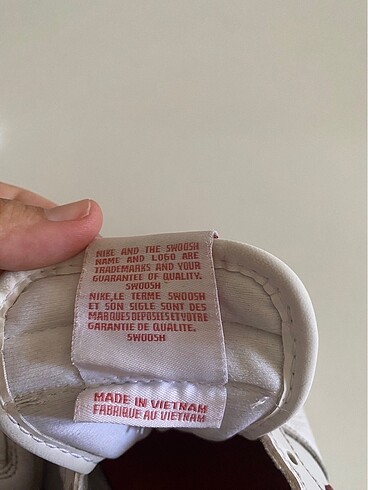 NIKE AND THE SWOOSH
NAME AND LOGO ARE
TRADEMARKS AND YOUR
GUARANTEE OF QUALITY.
SWOOSH
NIKE,LE TERME SWOOSH
ET SON SIGLE SONT DES
MARQUES DEPOSEES ET VOTRE
GARANTIE DE QUALITE.
SWOOSH
MADE IN VIETNAM
FABRIQUE AU VIETNAM